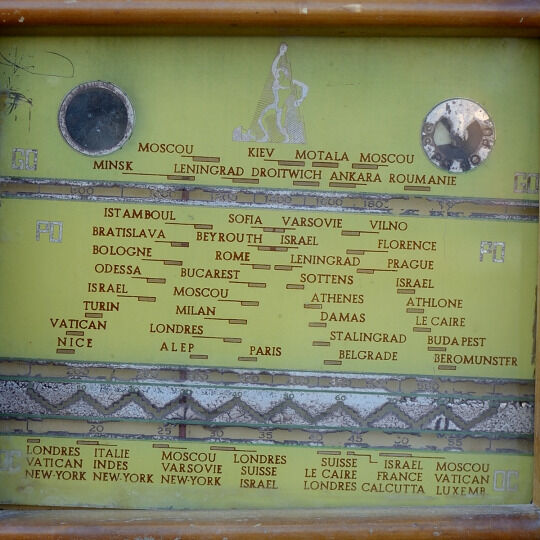 MOSCOU KIEV MOTALA MOSCOU
MINSK LENINGRAD DROITWICH ANKARA ROUMANIE
GO
PO PO
ISTAMBOUL SOFIA VARSOVIE VILNO
BRATISLAVA BEYROUTH ISRAEL FLORENCE
BOLOGNE ROME LENINGRAD PRAGUE
ODESSA BUCAREST SOTTENS ISRAEL
ISRAEL MOSCOU ATHENES ATHLONE
TURIN MILAN DAMAS LE CAIRE
VATICAN LONDRES STALINGRAD BUDAPEST
NICE ALEP PARIS BELGRADE BEROMUNSTER
LONDRES ITALIE MOSCOU LONDRES SUISSE ISRAEL MOSCOU
VATICAN INDES VARSOVIE SUISSE LE CAIRE FRANCE VATICAN
NEW-YORK NEW-YORK NEW-YORK ISRAEL LONDRES CALCUTTA LUXEMB.
OC